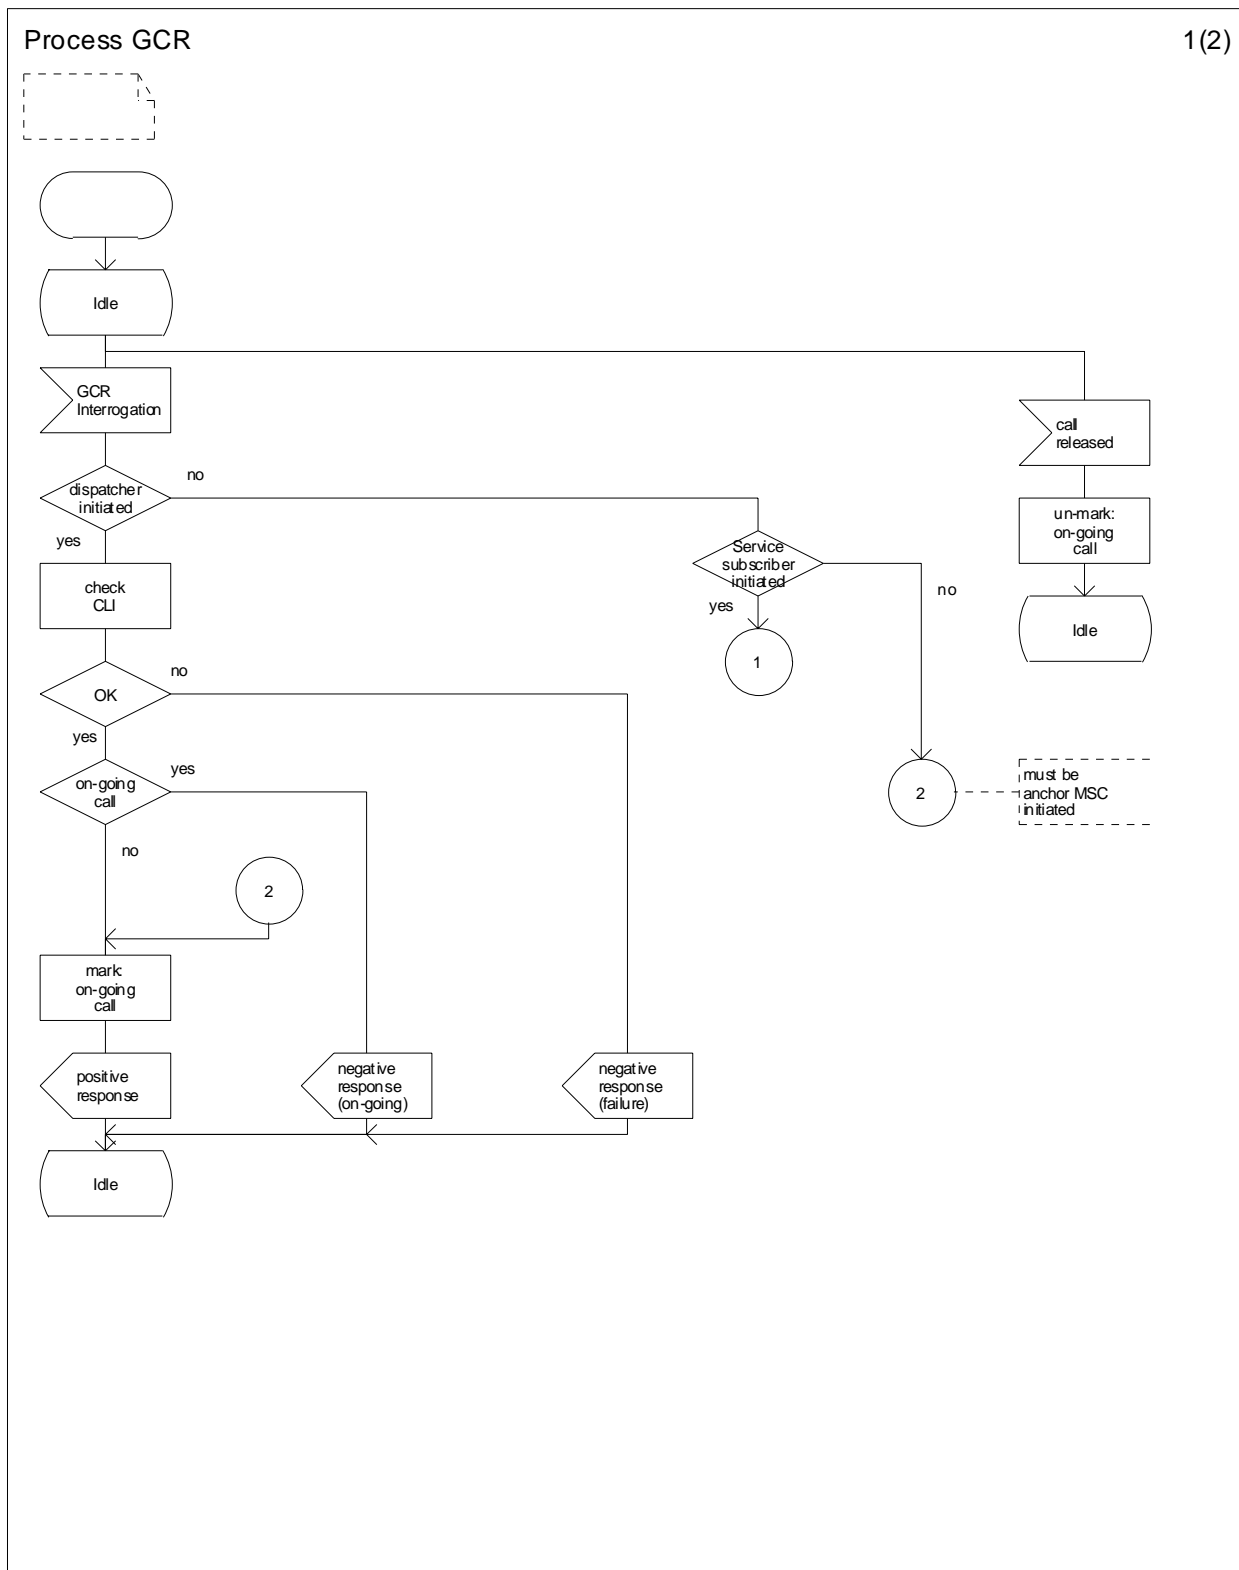 Process GCR
1(2)
Idle
GCR
Interrogation
call
released
no
dispatcher
initiated
yes
un-mark:
on-going
call
Service
subscriber
initiated
no
yes
check
CLI
Idle
1
no
OK
yes
yes
on-going
call
2
must be
anchor MSC
initiated
no
2
mark:
on-going
call
positive
response
negative
response
(on-going)
negative
response
(failure)
Idle